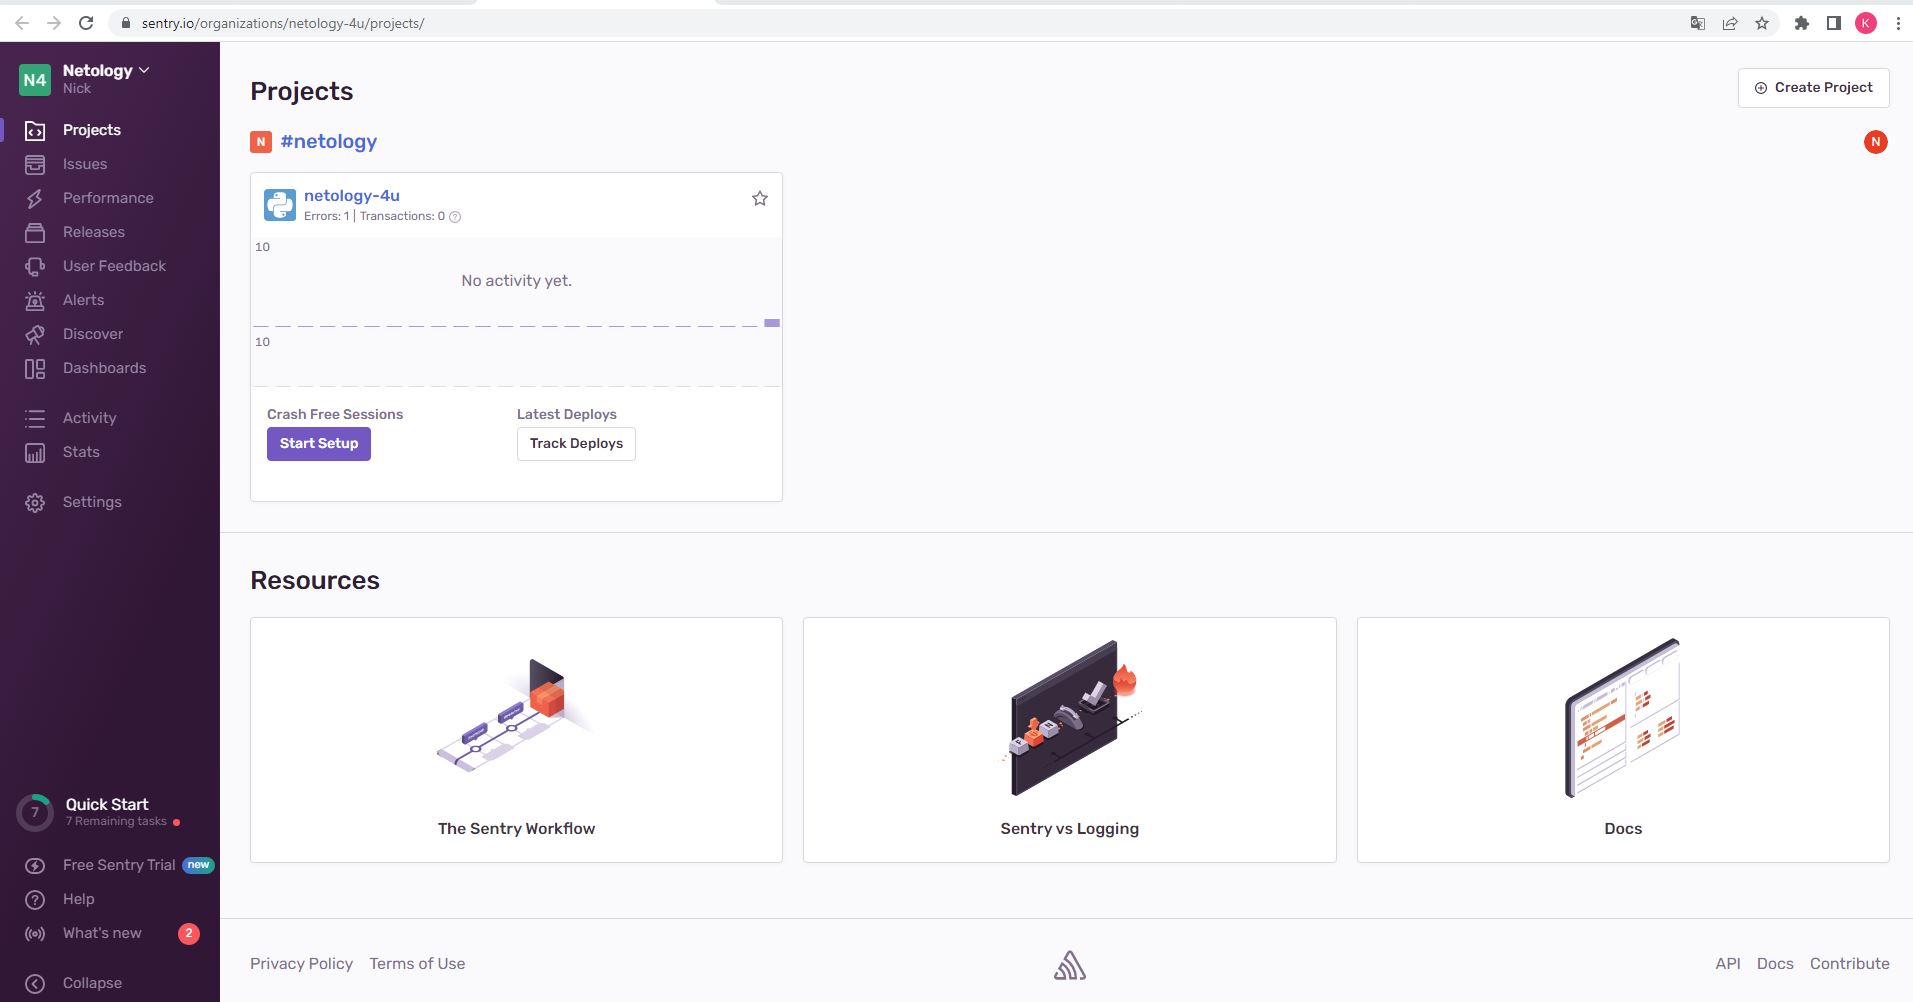 sentry.io/organizations/netology-4u/projects/
K
N4
Netology
Nick
Projects
Issues
Performance
Releases
User Feedback
Alerts
Discover
Dashboards
Activity
Stats
Settings
7
Quick Start
7 Remaining tasks
Free Sentry Trial new
Help
What's new 2
Collapse
Projects
Create Project
N #netology
N
netology-4u
Errors: 1 | Transactions: 0 ?
10
No activity yet.
10
Crash Free Sessions
Latest Deploys
Start Setup
Track Deploys
Resources
The Sentry Workflow
Sentry vs Logging
Docs
Privacy Policy Terms of Use
API Docs Contribute